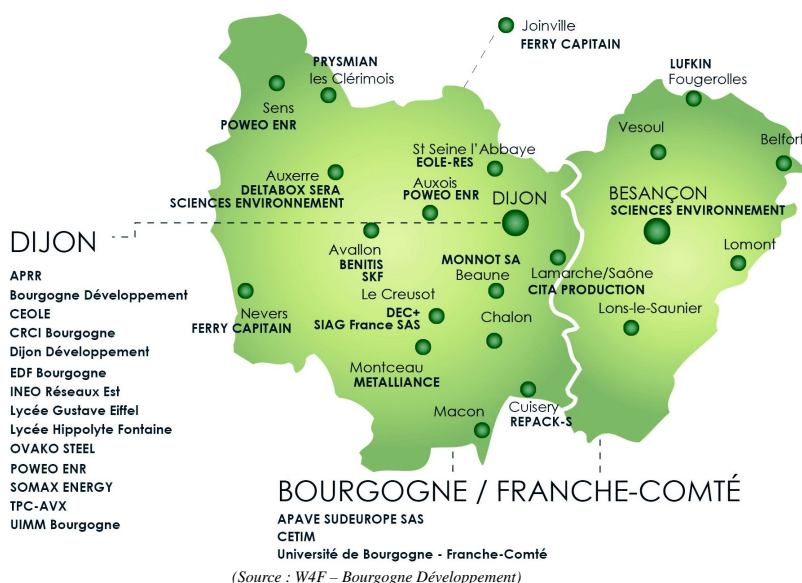 Joinville
FERRY CAPITAIN
PRYSMIAN
les Clérimois
LUFKIN
Fougerolles
Sens
POWEO ENR
Vesoul
Belfort
St Seine l'Abbaye
EOLE-RES
Auxerre
DELTABOX SERA
SCIENCES ENVIRONNEMENT
Auxois
POWEO ENR
DIJON
BESANÇON
SCIENCES ENVIRONNEMENT
Avallon
BENITIS
SKF
MONNOT SA
Beaune
Lamarche/Saône
CITA PRODUCTION
Lomont
Nevers
FERRY CAPITAIN
Le Creusot
DEC+
SIAG France SAS
Chalon
Lons-le-Saunier
Montceau
METALLIANCE
Macon
Cuisery
REPACK-S
DIJON
APRR
Bourgogne Développement
CEOLE
CRCI Bourgogne
Dijon Développement
EDF Bourgogne
INEO Réseaux Est
Lycée Gustave Eiffel
Lycée Hippolyte Fontaine
OVAKO STEEL
POWEO ENR
SOMAX ENERGY
TPC-AVX
UIMM Bourgogne
BOURGOGNE / FRANCHE-COMTÉ
APAVE SUDEUROPE SAS
CETIM
Université de Bourgogne - Franche-Comté
(Source : W4F – Bourgogne Développement)